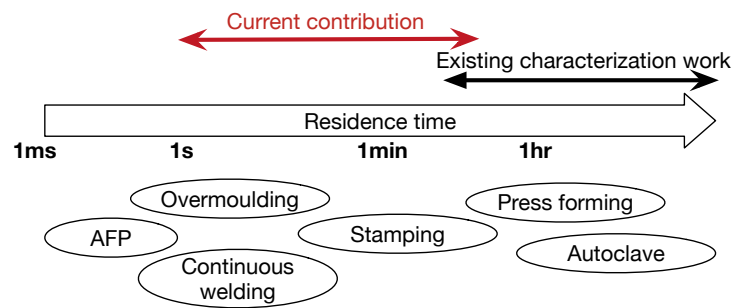 Current contribution
Existing characterization work
Residence time
1ms 1s 1min 1hr
Overmoulding
Press forming
AFP
Stamping
Autoclave
Continuous
welding